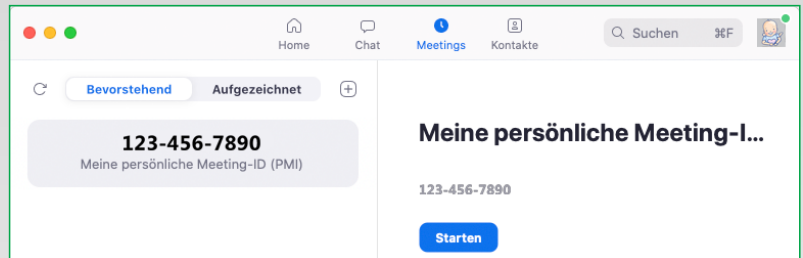 Home
Chat
Meetings
Kontakte
Suchen ⌘F
Bevorstehend
Aufgezeichnet
123-456-7890
Meine persönliche Meeting-ID (PMI)
Meine persönliche Meeting-I...
123-456-7890
Starten